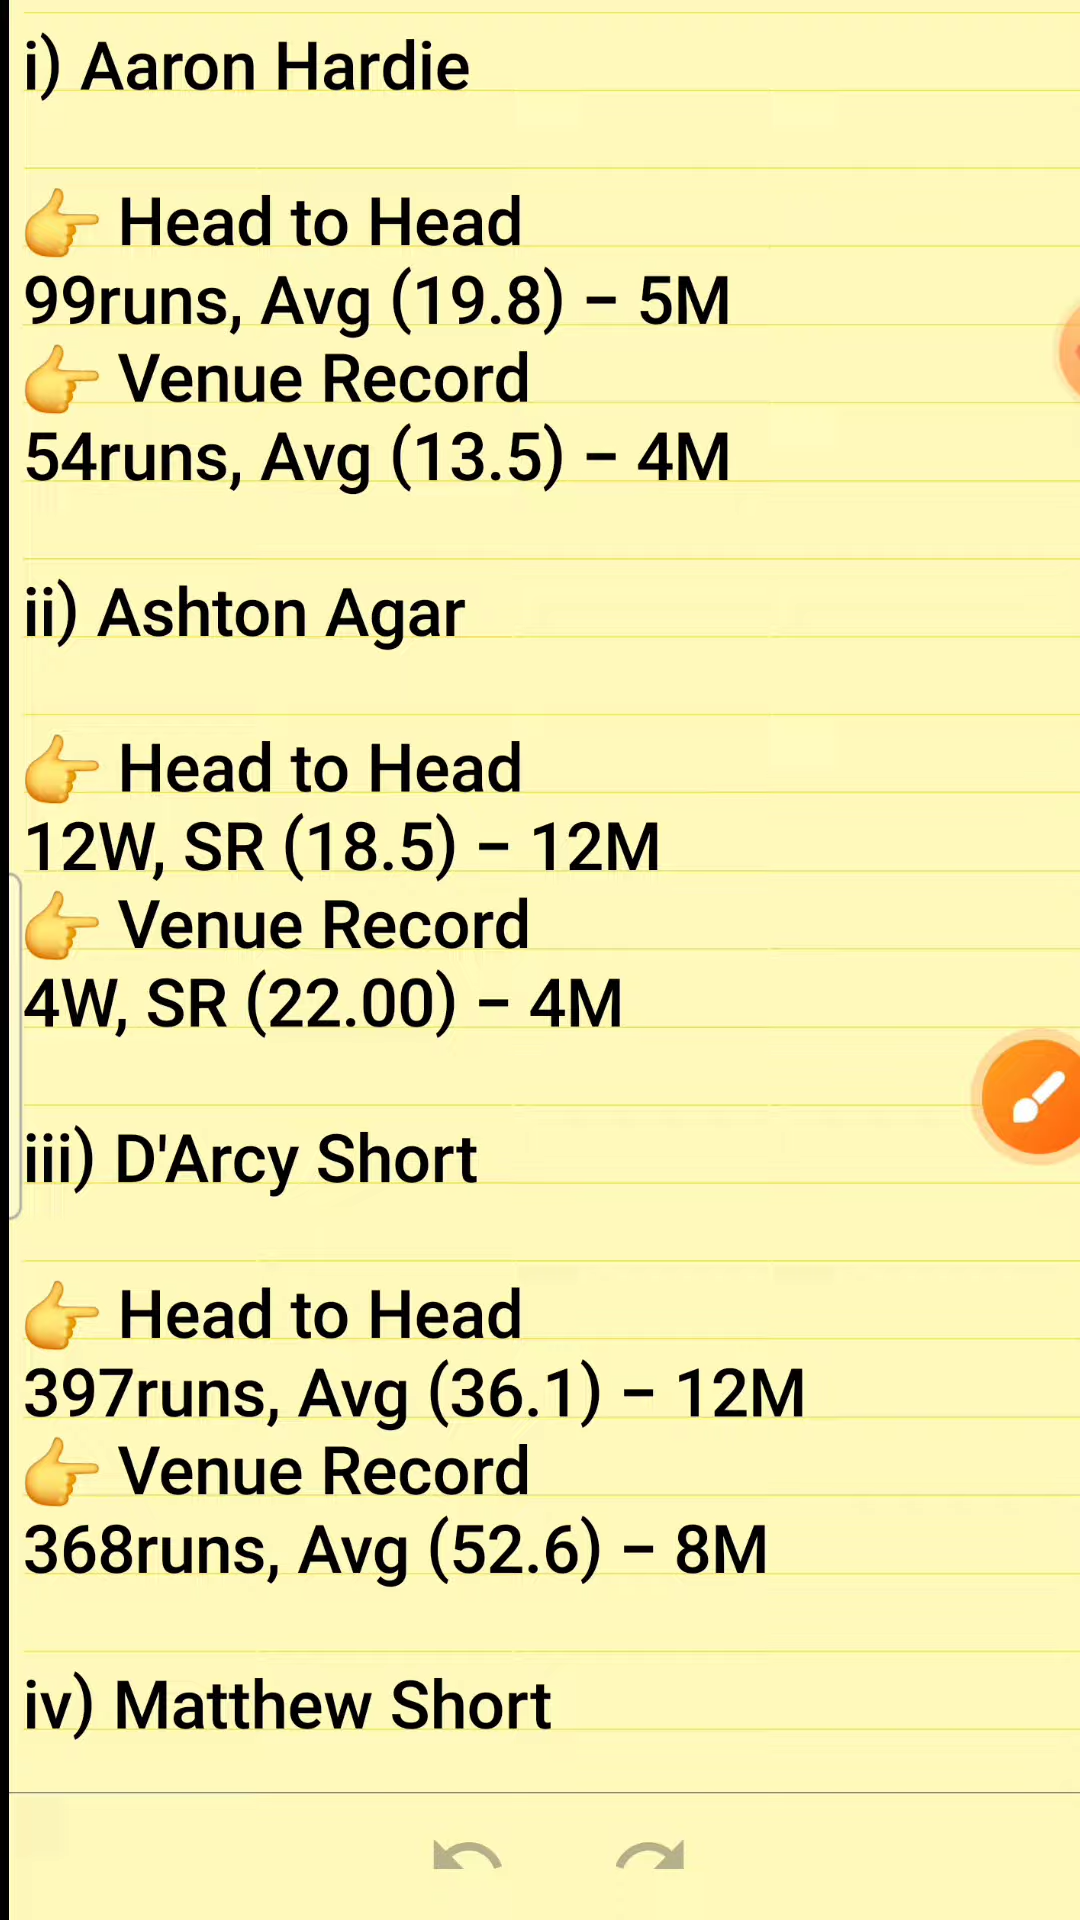 i) Aaron Hardie
👉 Head to Head
99runs, Avg (19.8) – 5M
👉 Venue Record
54runs, Avg (13.5) – 4M
ii) Ashton Agar
👉 Head to Head
12W, SR (18.5) – 12M
👉 Venue Record
4W, SR (22.00) – 4M
iii) D'Arcy Short
👉 Head to Head
397runs, Avg (36.1) – 12M
👉 Venue Record
368runs, Avg (52.6) – 8M
iv) Matthew Short